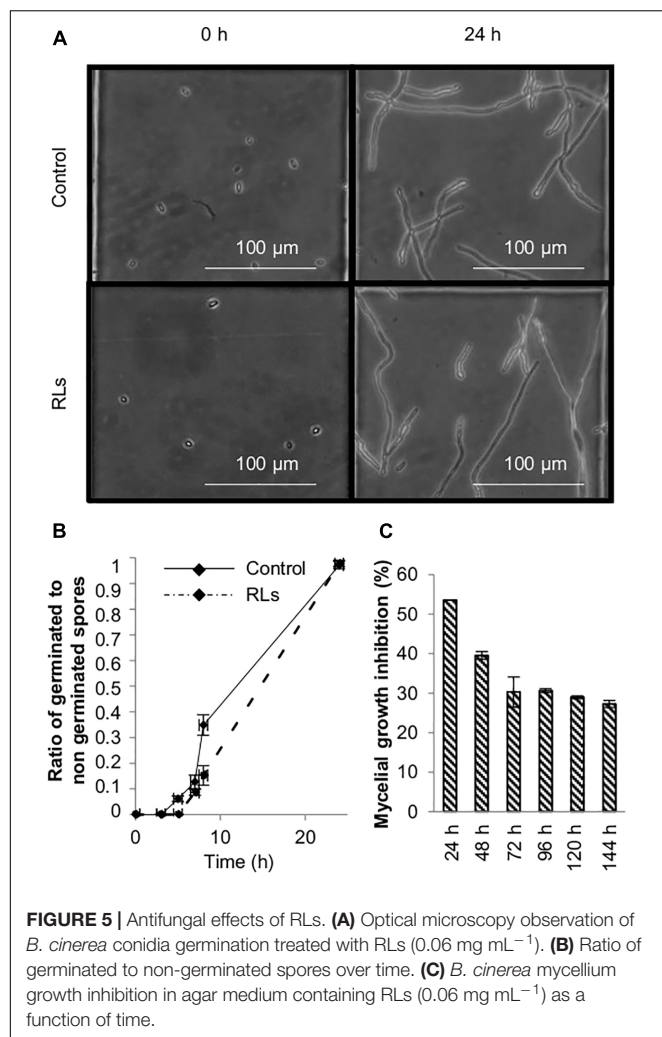 A
0 h
24 h
Control
100 µm
100 µm
RLs
100 µm
100 µm
B
Ratio of germinated to
non germinated spores
1
0.9
0.8
0.7
0.6
0.5
0.4
0.3
0.2
0.1
0
Control
RLs
0
10
20
Time (h)
C
Mycelial growth inhibition (%)
60
50
40
30
20
10
0
24 h
48 h
72 h
96 h
120 h
144 h
FIGURE 5 | Antifungal effects of RLs. (A) Optical microscopy observation of
B. cinerea conidia germination treated with RLs (0.06 mg mL−1). (B) Ratio of
germinated to non-germinated spores over time. (C) B. cinerea mycellium
growth inhibition in agar medium containing RLs (0.06 mg mL−1) as a
function of time.